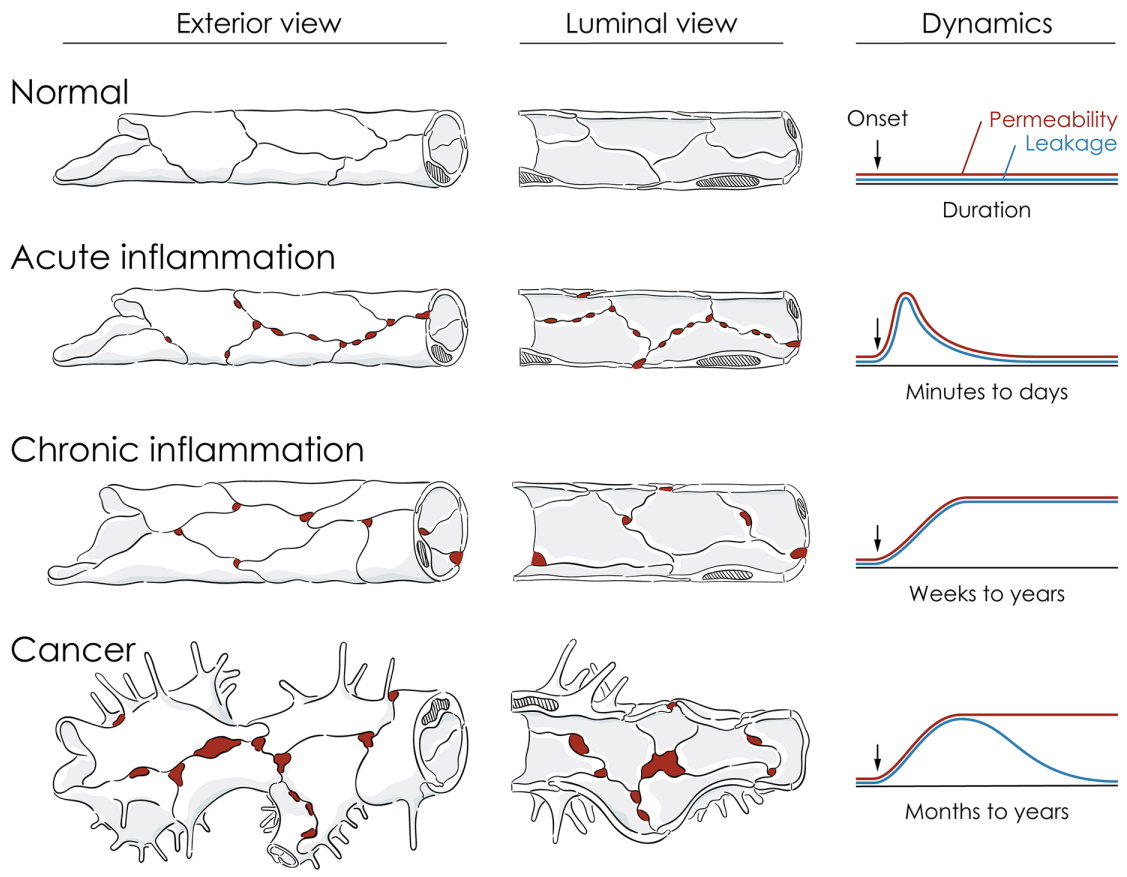 Exterior view
Luminal view
Dynamics
Normal
Onset
Permeability
Leakage
Duration
Acute inflammation
Minutes to days
Chronic inflammation
Weeks to years
Cancer
Months to years